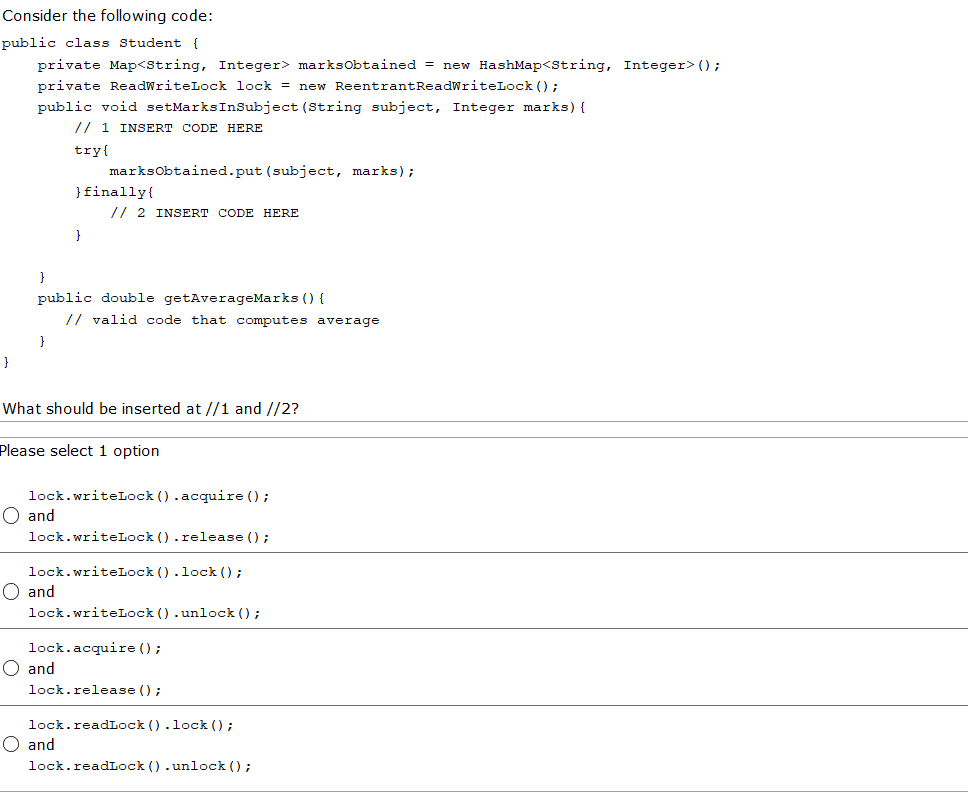 Consider the following code:
public class Student {
    private Map<String, Integer> marksObtained = new HashMap<String, Integer>();
    private ReadWriteLock lock = new ReentrantReadWriteLock();
    public void setMarksInSubject(String subject, Integer marks){
        // 1 INSERT CODE HERE
        try{
            marksObtained.put(subject, marks);
        }finally{
            // 2 INSERT CODE HERE
        }
    }
    public double getAverageMarks(){
       // valid code that computes average
    }
}
What should be inserted at //1 and //2?
Please select 1 option
lock.writeLock().acquire();
and
lock.writeLock().release();
lock.writeLock().lock();
and
lock.writeLock().unlock();
lock.acquire();
and
lock.release();
lock.readLock().lock();
and
lock.readLock().unlock();